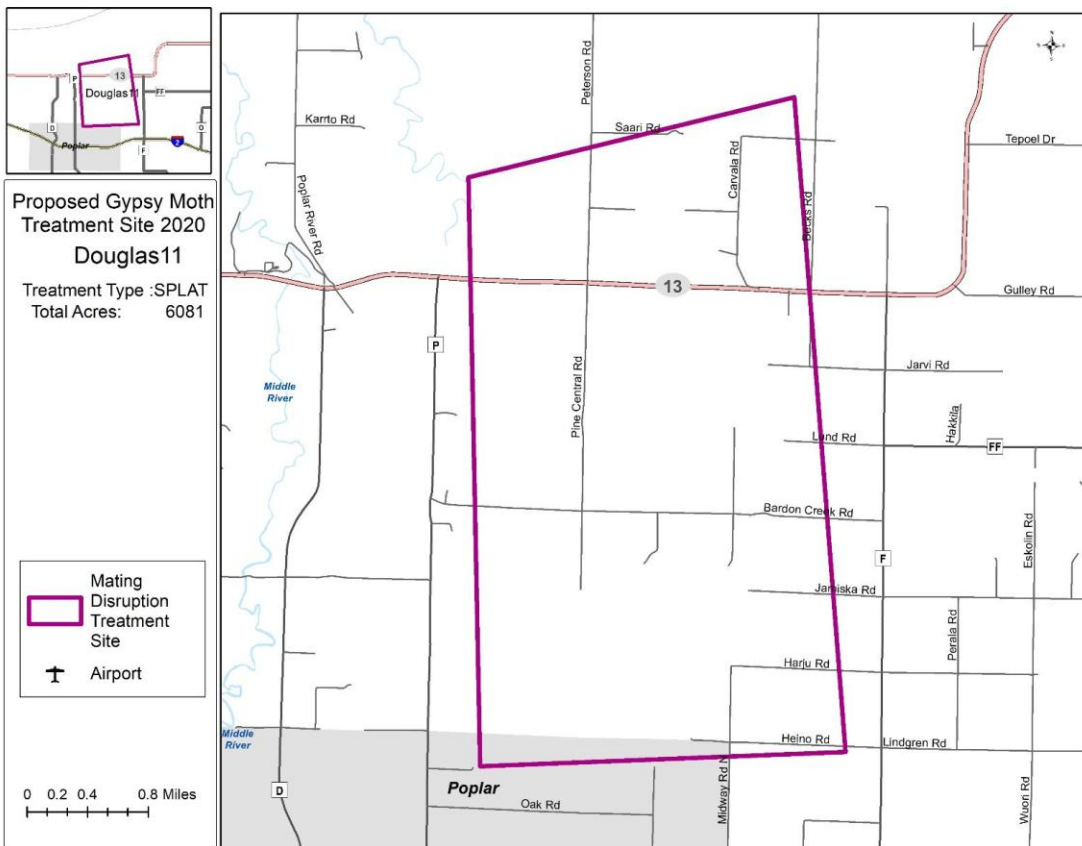 P
13
Douglas11
FF
D
O
Poplar
2
F
Proposed Gypsy Moth
Treatment Site 2020
Douglas11
Treatment Type :SPLAT
Total Acres: 6081
Mating
Disruption
Treatment
Site
Airport
0 0.2 0.4 0.8 Miles
N
Peterson Rd
Karrto Rd
Saari Rd
Tepoel Dr
Carvala Rd
Poplar River Rd
Becks Rd
13
Gulley Rd
P
Jarvi Rd
Middle
River
Pine Central Rd
Hakkila
Lund Rd
FF
Bardon Creek Rd
Eskolin Rd
F
Jamiska Rd
Perala Rd
Harju Rd
Middle
River
Heino Rd
Lindgren Rd
D
Poplar
Midway Rd N
Wuori Rd
Oak Rd